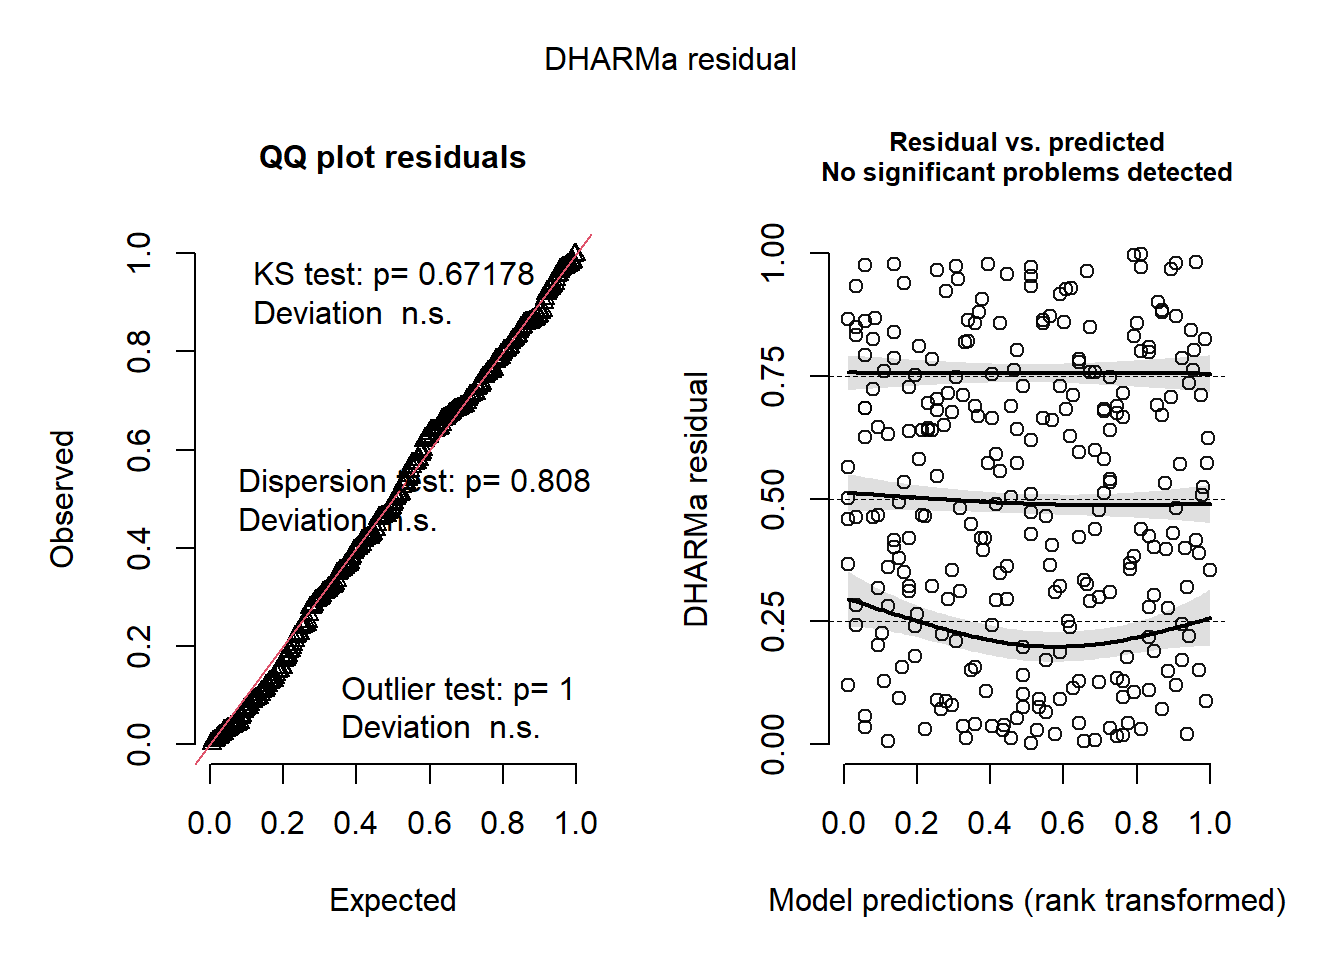 DHARMa residual
QQ plot residuals
KS test: p= 0.67178
Deviation  n.s.
Dispersion test: p= 0.808
Deviation  n.s.
Outlier test: p= 1
Deviation  n.s.
Observed
0.0
0.2
0.4
0.6
0.8
1.0
0.0
0.2
0.4
0.6
0.8
1.0
Expected
Residual vs. predicted
No significant problems detected
DHARMa residual
0.00
0.25
0.50
0.75
1.00
0.0
0.2
0.4
0.6
0.8
1.0
Model predictions (rank transformed)